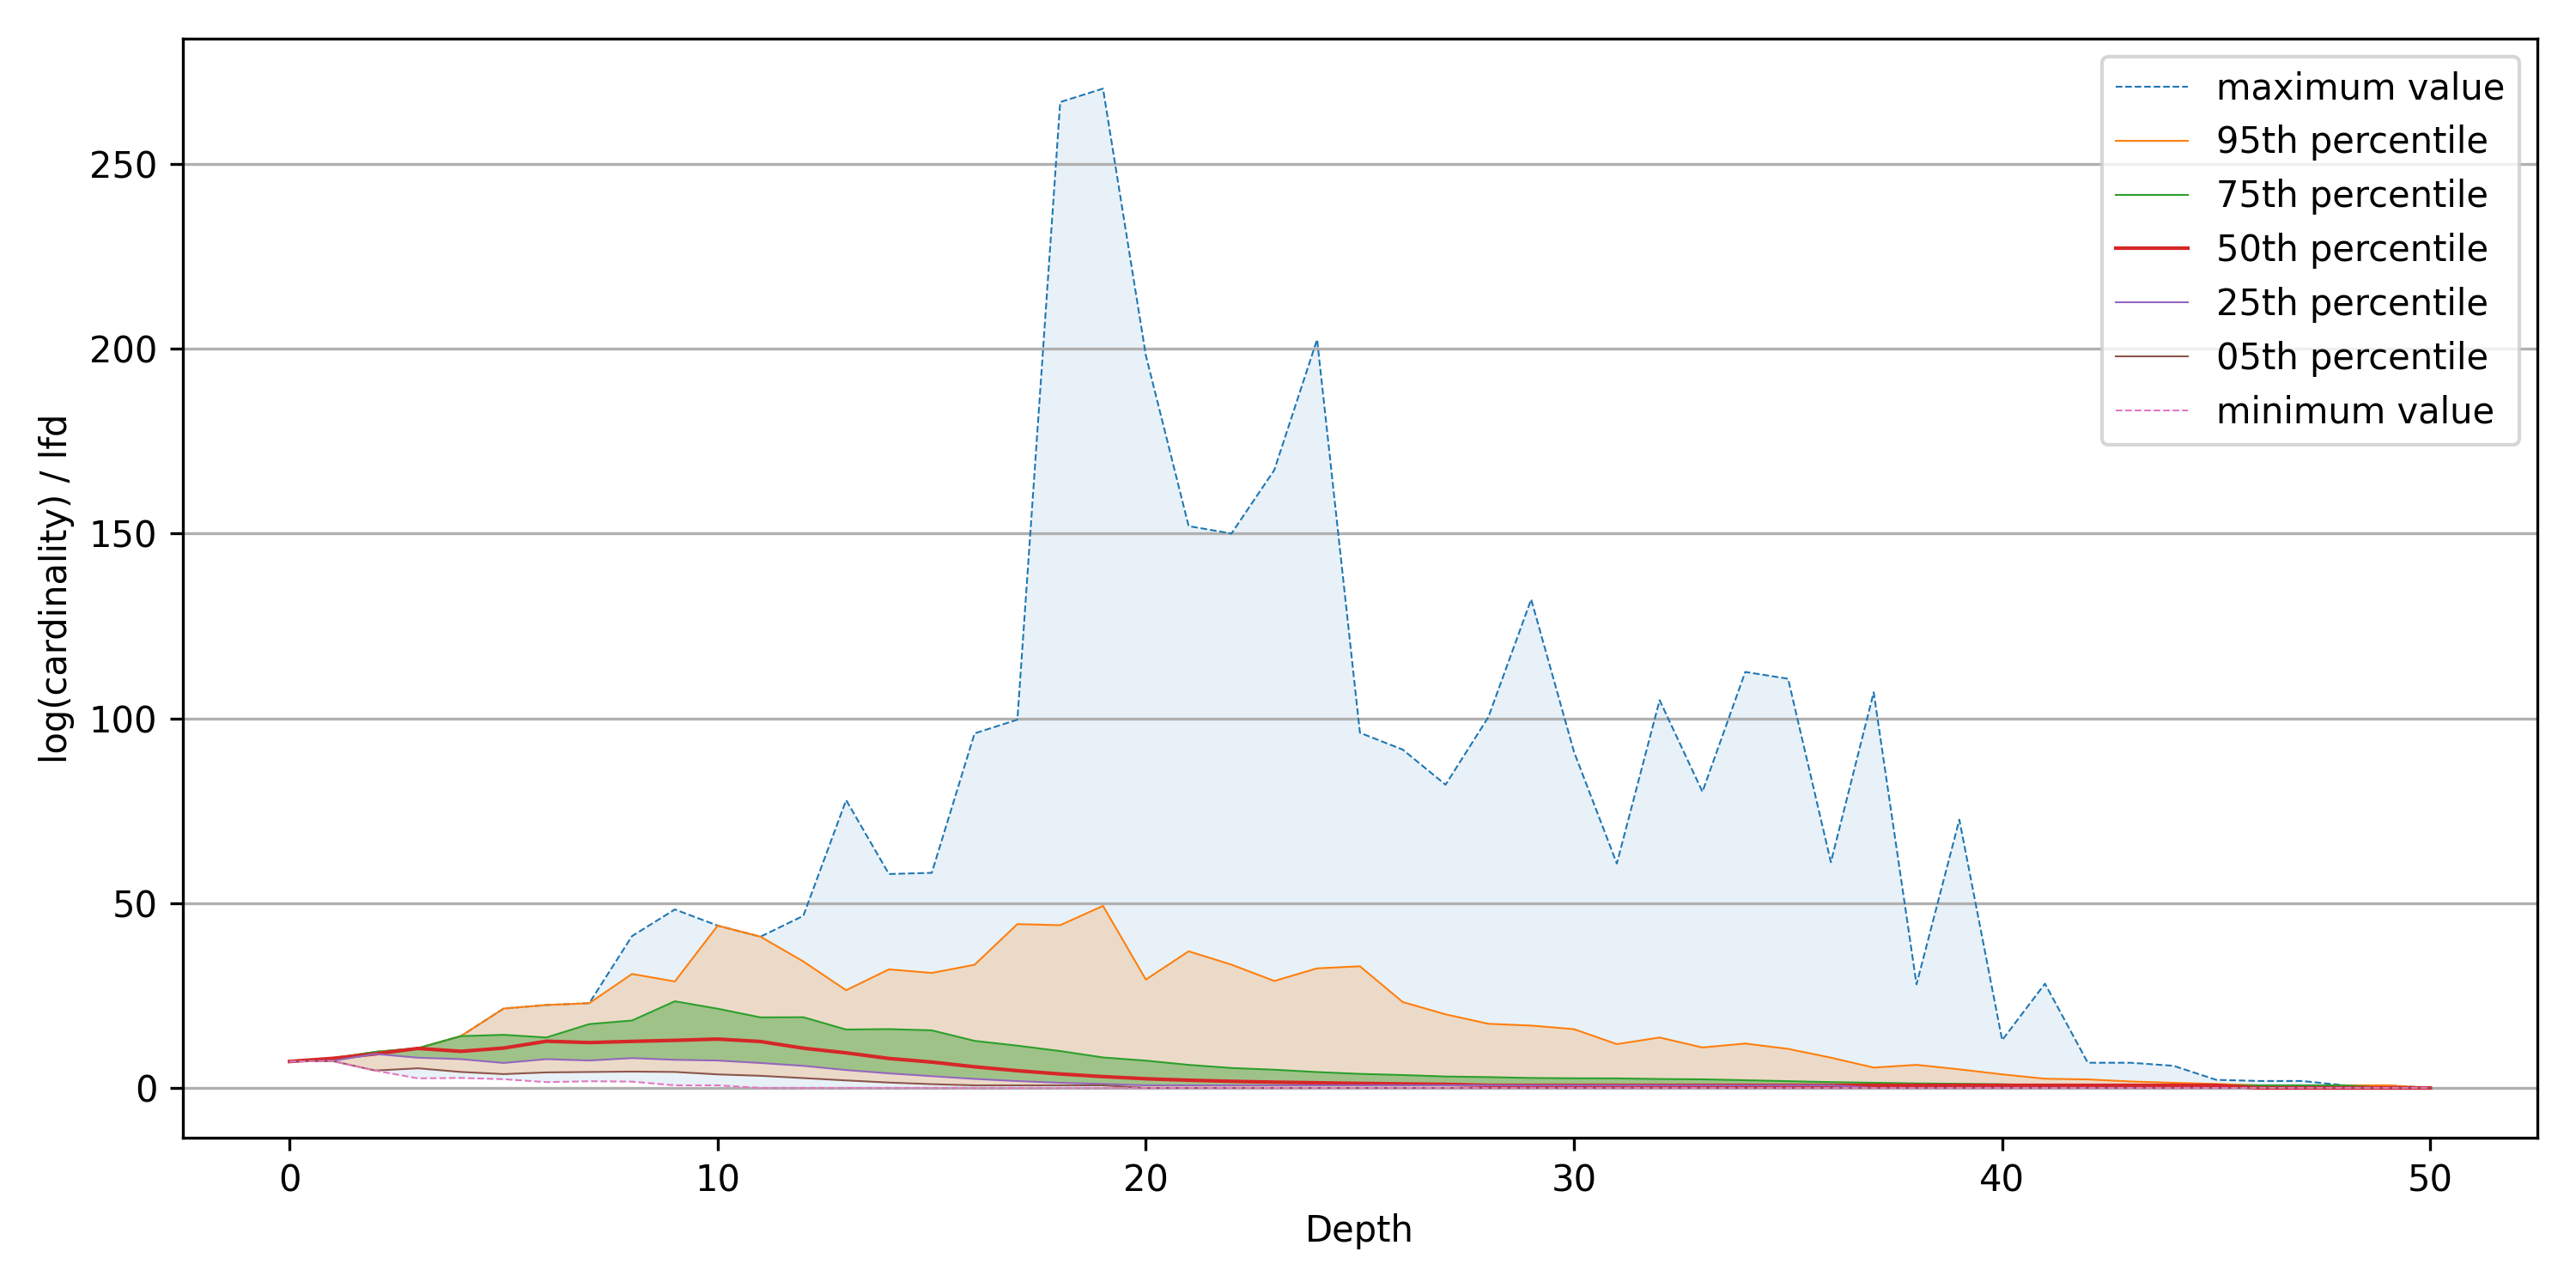 maximum value
95th percentile
75th percentile
50th percentile
25th percentile
05th percentile
minimum value
250
200
150
100
50
0
log(cardinality) / lfd
0 10 20 30 40 50
Depth